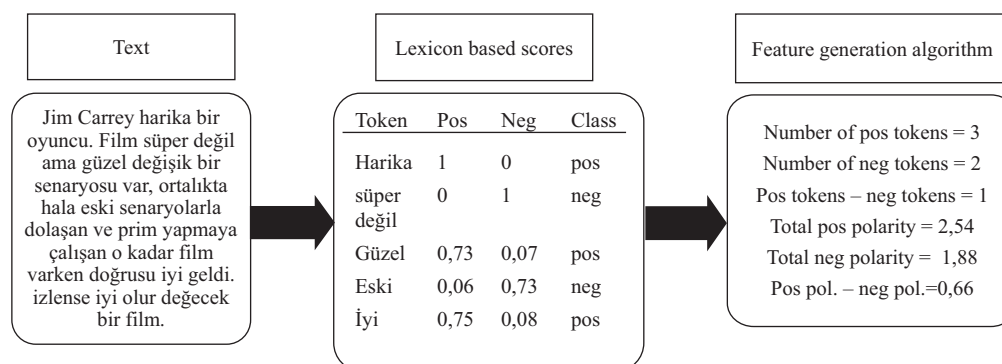 Text
Jim Carrey harika bir
oyuncu. Film süper değil
ama güzel değişik bir
senaryosu var, ortalıkta
hala eski senaryolarla
dolaşan ve prim yapmaya
çalışan o kadar film
varken doğrusu iyi geldi.
izlense iyi olur değecek
bir film.
Lexicon based scores
Token Pos Neg Class
Harika 1 0 pos
süper 0 1 neg
değil
Güzel 0,73 0,07 pos
Eski 0,06 0,73 neg
İyi 0,75 0,08 pos
Feature generation algorithm
Number of pos tokens = 3
Number of neg tokens = 2
Pos tokens – neg tokens = 1
Total pos polarity = 2,54
Total neg polarity = 1,88
Pos pol. – neg pol.=0,66